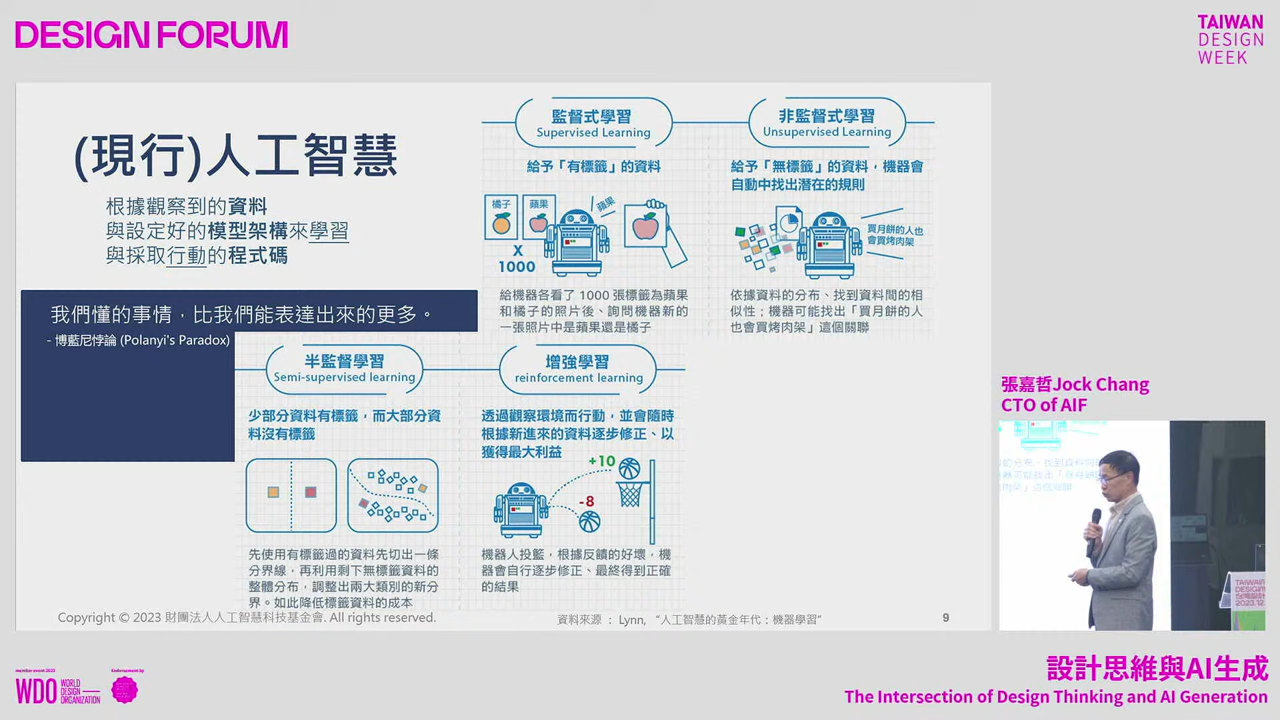 DESIGN FORUM
TAIWAN
DESIGN
WEEK
(現行)人工智慧
根據觀察到的資料
與設定好的模型架構來學習
與採取行動的程式碼
我們懂的事情，比我們能表達出來的更多。
- 博藍尼悖論 (Polanyi's Paradox)
監督式學習
Supervised Learning
給予「有標籤」的資料
橘子
蘋果
蘋果
X
1000
給機器各看了 1000 張標籤為蘋果
和橘子的照片後、詢問機器新的
一張照片中是蘋果還是橘子
非監督式學習
Unsupervised Learning
給予「無標籤」的資料，機器會
自動中找出潛在的規則
買月餅的人也
會買烤肉架
依據資料的分布、找到資料間的相
似性；機器可能找出「買月餅的人
也會買烤肉架」這個關聯
半監督式學習
Semi-supervised learning
少部分資料有標籤，而大部分資
料沒有標籤
先使用有標籤過的資料先切出一條
分界線，再利用剩下無標籤資料的
整體分布，調整出兩大類別的新分
界。如此降低標籤資料的成本
增強學習
reinforcement learning
透過觀察環境而行動，並會隨時
根據新進來的資料逐步修正、以
獲得最大利益
+10
-8
機器人投籃，根據反饋的好壞，機
器會自行逐步修正、最終得到正確
的結果
Copyright © 2023 財團法人人工智慧科技基金會. All rights reserved.
資料來源 ： Lynn, “人工智慧的黃金年代：機器學習”
9
張嘉哲Jock Chang
CTO of AIF
設計思維與AI生成
The Intersection of Design Thinking and AI Generation
member event 2023
WDO
WORLD
DESIGN
ORGANIZATION
Endorsement by